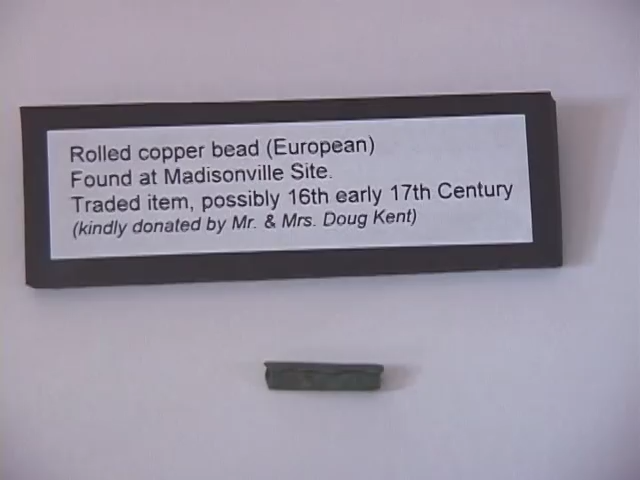 Rolled copper bead (European)
Found at Madisonville Site.
Traded item, possibly 16th early 17th Century
(kindly donated by Mr. & Mrs. Doug Kent)